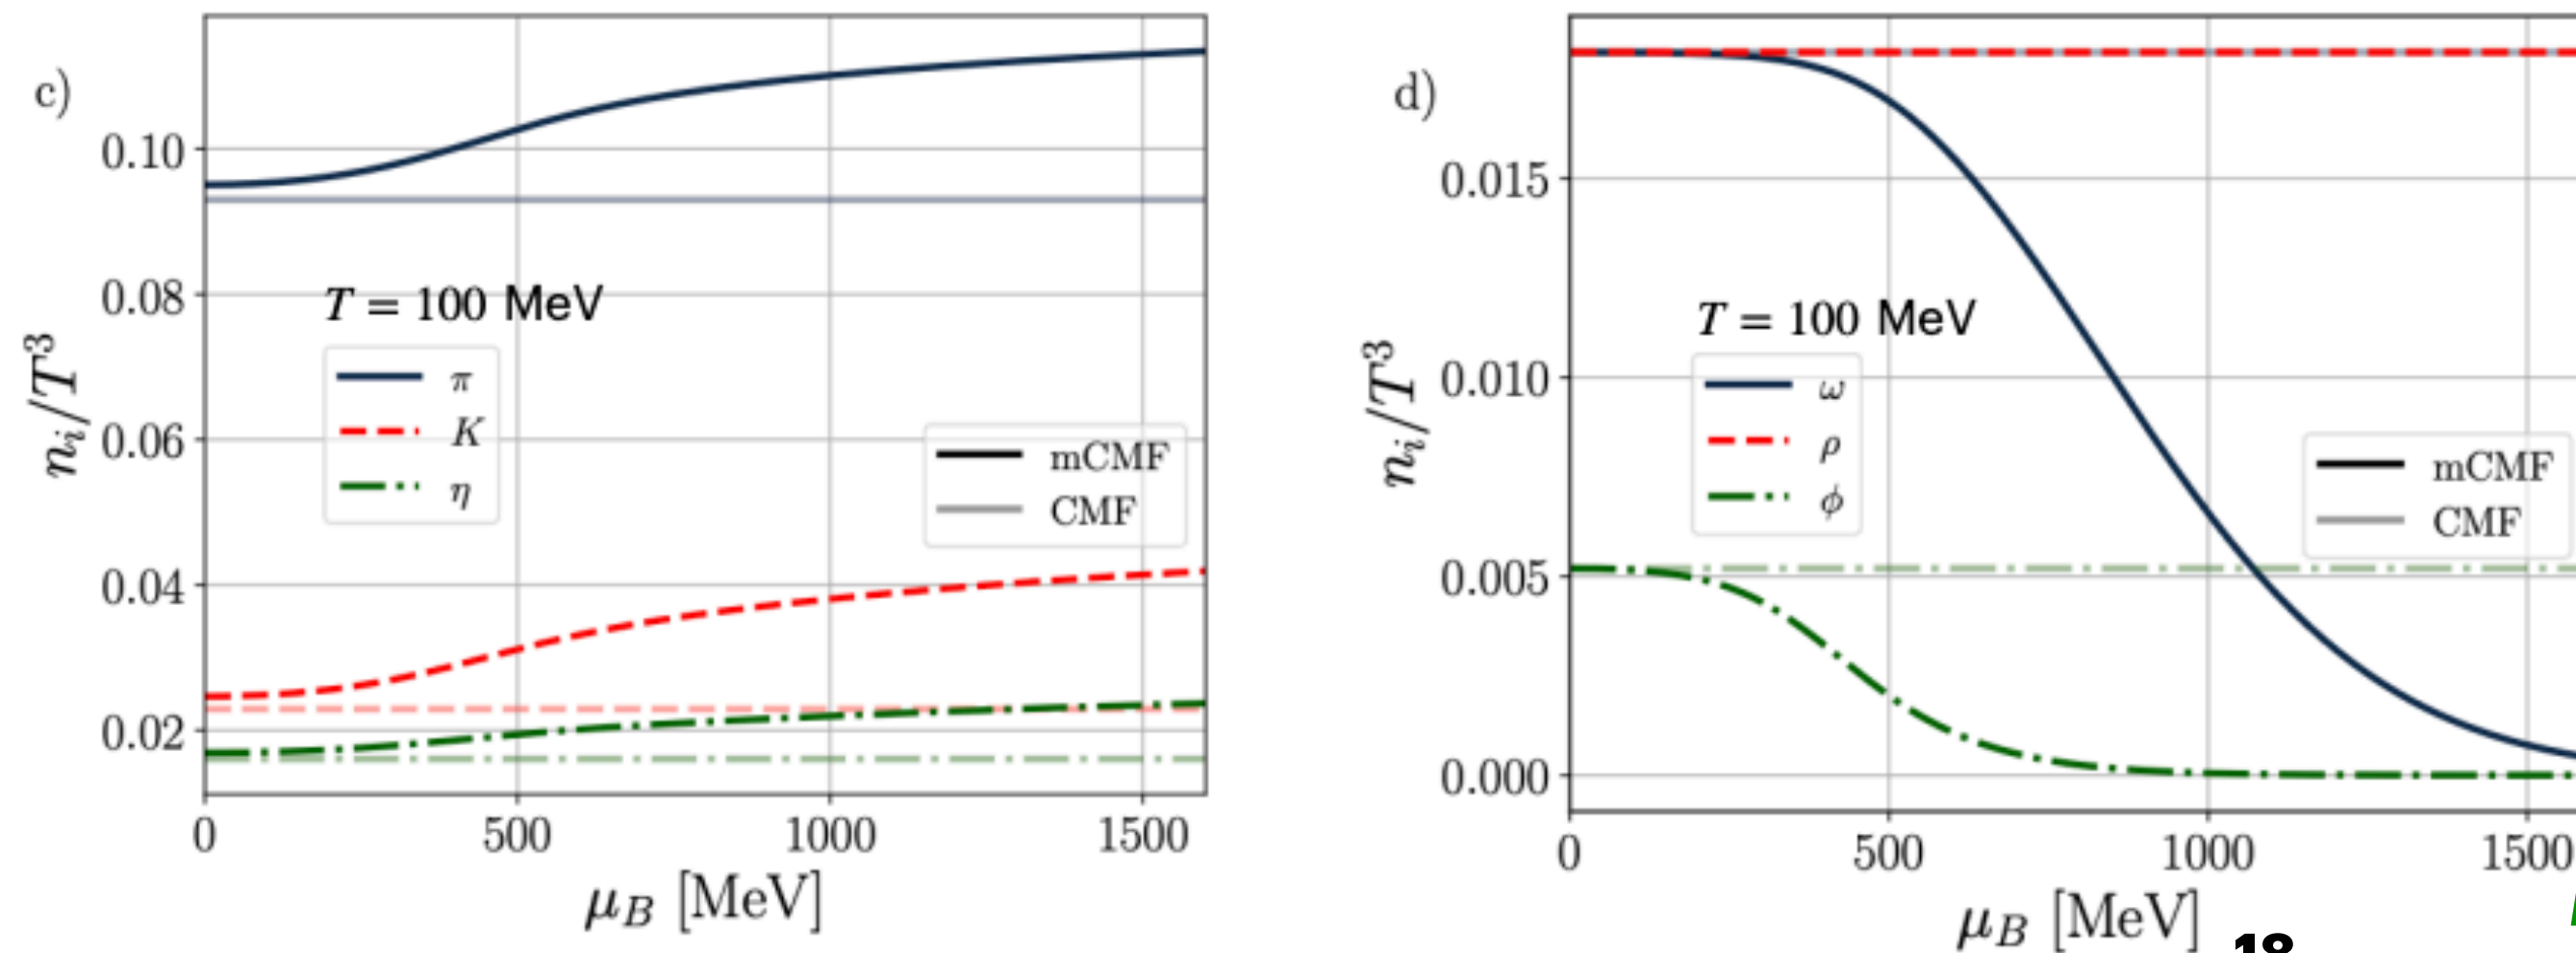 c)
0.10
0.08
0.06
0.04
0.02
n_i/T^3
T = 100 MeV
π
K
η
mCMF
CMF
0 500 1000 1500
μ_B [MeV]
d)
0.015
0.010
0.005
0.000
n_i/T^3
T = 100 MeV
ω
ρ
ϕ
mCMF
CMF
0 500 1000 1500
μ_B [MeV]
18